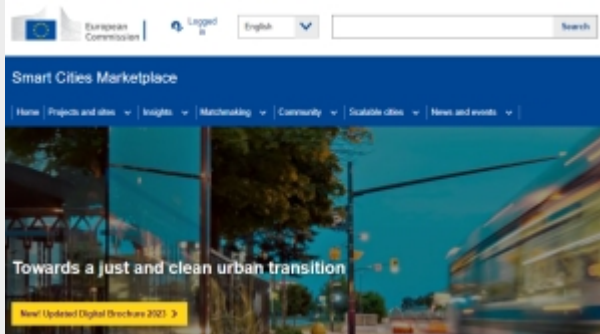 European
Commission
Logged
in
English
Search
Smart Cities Marketplace
Home
Projects and sites
Insights
Matchmaking
Community
Scalable cities
News and events
Towards a just and clean urban transition
New! Updated Digital Brochure 2023